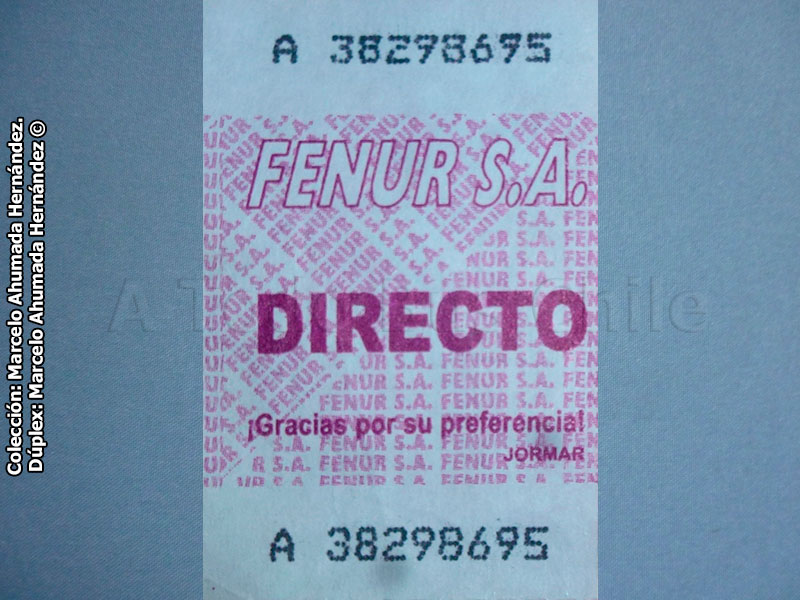 A 38298695
FENUR S.A.
DIRECTO
¡Gracias por su preferencia!
JORMAR
A 38298695
Colección: Marcelo Ahumada Hernández.
Dúplex: Marcelo Ahumada Hernández ©